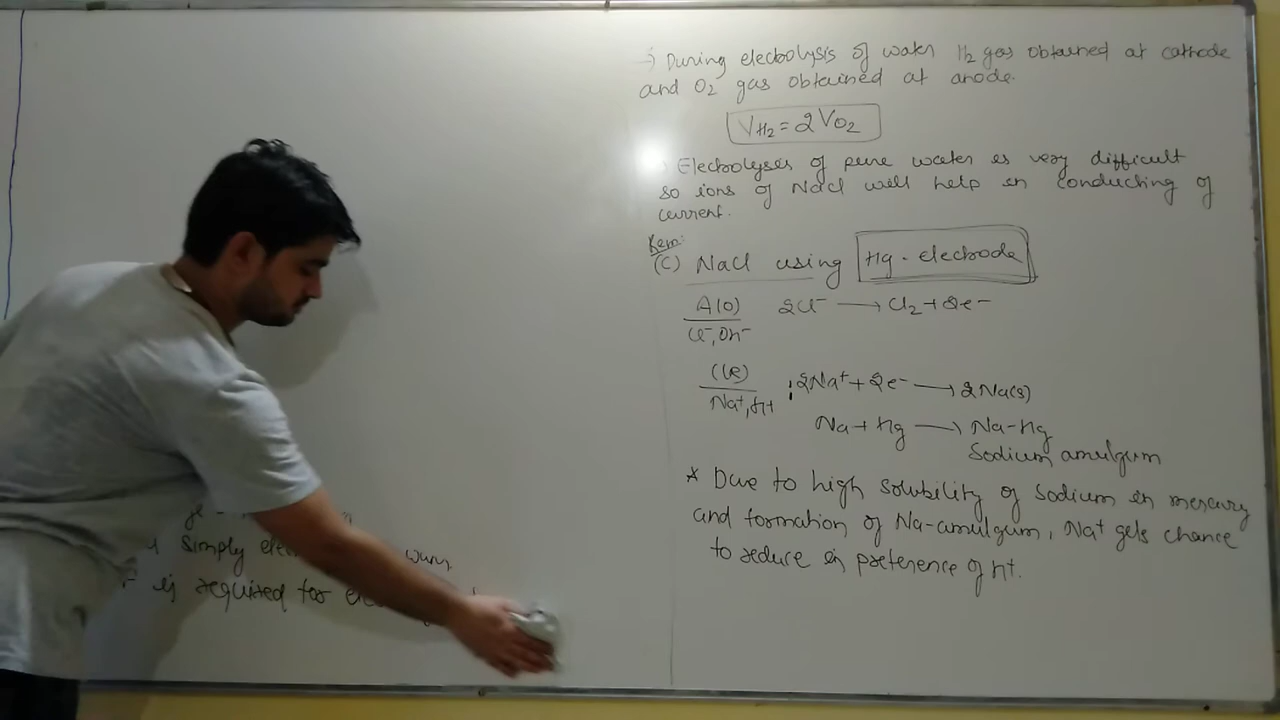 simply
is required for
→ During electrolysis of water H2 gas obtained at cathode
and O2 gas obtained at anode.
VH2 = 2VO2
Electrolysis of pure water is very difficult
so ions of NaCl will help in conducting of
current.
Rem:
(C) NaCl using Hg-electrode
A(O) 2Cl⁻ → Cl2 + 2e⁻
Cl⁻, OH⁻
C(R) 2Na⁺ + 2e⁻ → 2Na(s)
Na⁺, H⁺
Na + Hg → Na-Hg
Sodium amulgum
* Due to high solubility of sodium in mercury
and formation of Na-amulgum, Na⁺ gets chance
to reduce in preference of H⁺.